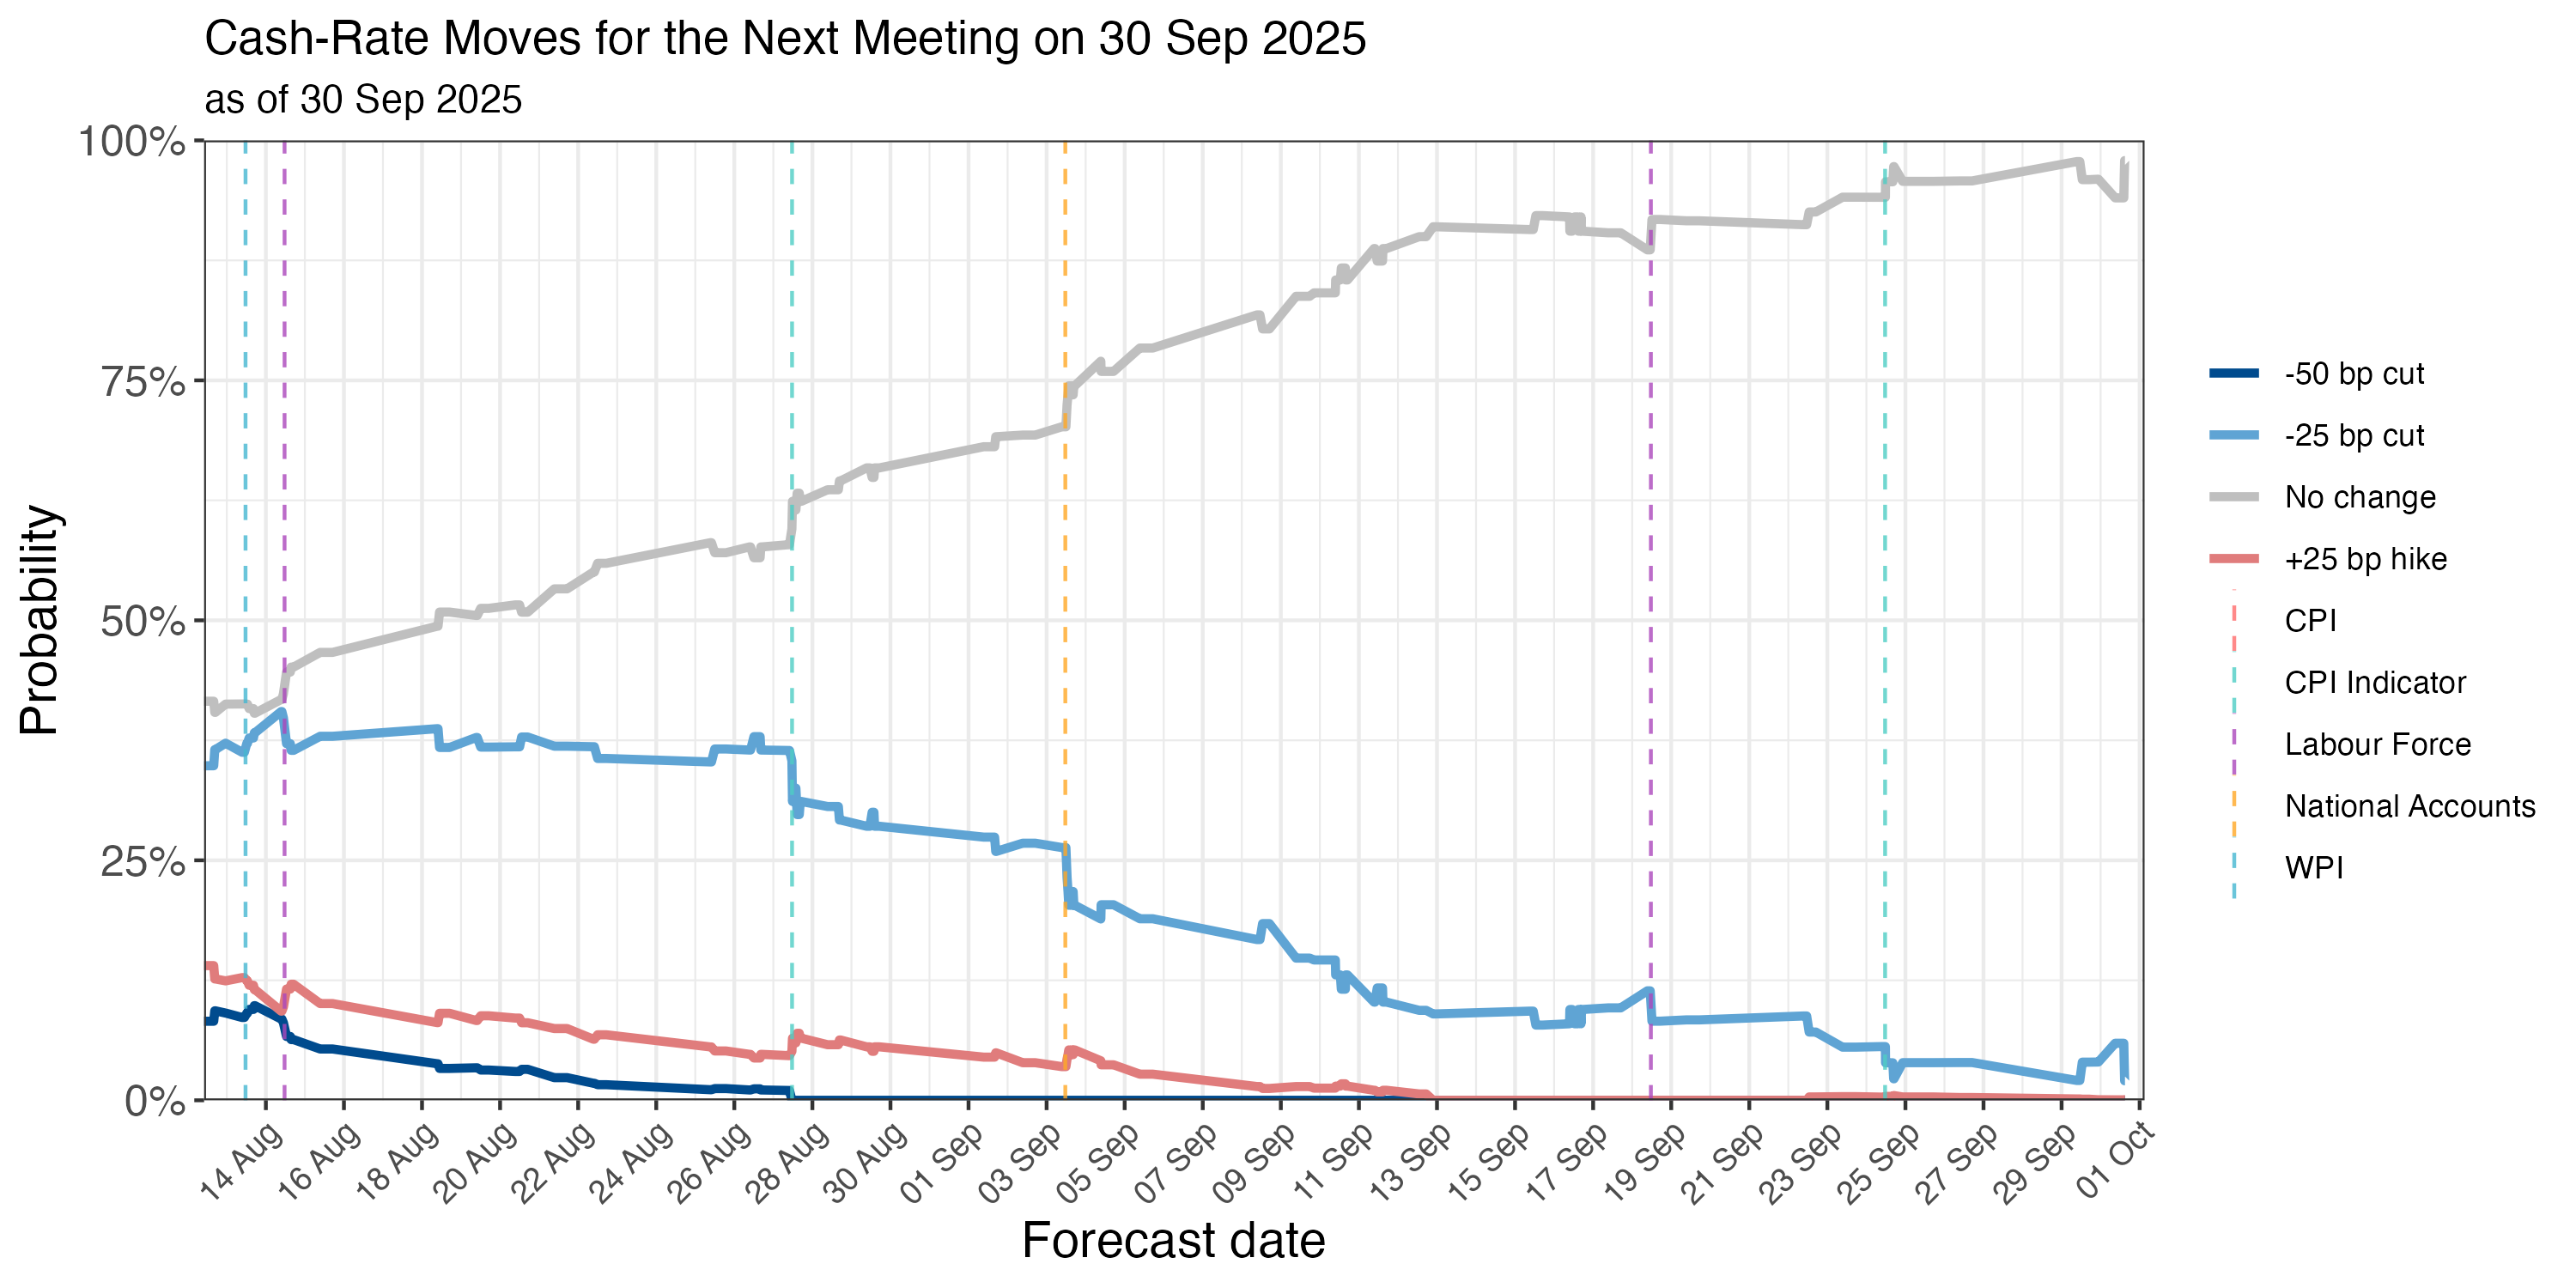 Cash-Rate Moves for the Next Meeting on 30 Sep 2025
as of 30 Sep 2025
Probability
100%
75%
50%
25%
0%
14 Aug
16 Aug
18 Aug
20 Aug
22 Aug
24 Aug
26 Aug
28 Aug
30 Aug
01 Sep
03 Sep
05 Sep
07 Sep
09 Sep
11 Sep
13 Sep
15 Sep
17 Sep
19 Sep
21 Sep
23 Sep
25 Sep
27 Sep
29 Sep
01 Oct
Forecast date
-50 bp cut
-25 bp cut
No change
+25 bp hike
CPI
CPI Indicator
Labour Force
National Accounts
WPI